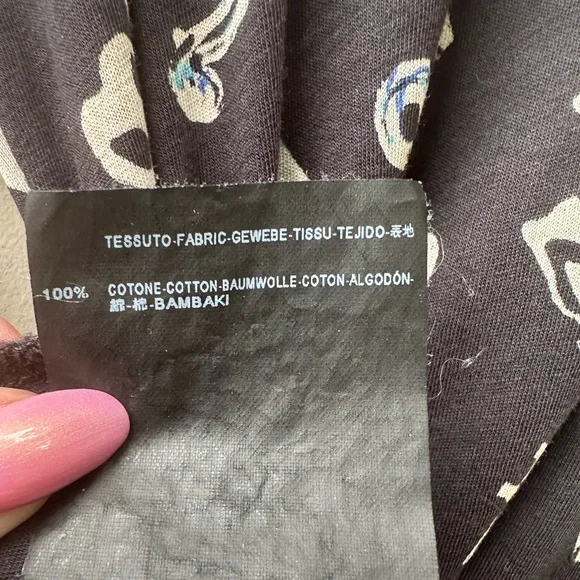 TESSUTO-FABRIC-GEWEBE-TISSU-TEJIDO-表地
100% COTONE-COTTON-BAUMWOLLE-COTON-ALGODÓN-
綿-棉-BAMBAKI